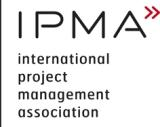 IPMA
international
project
management
association